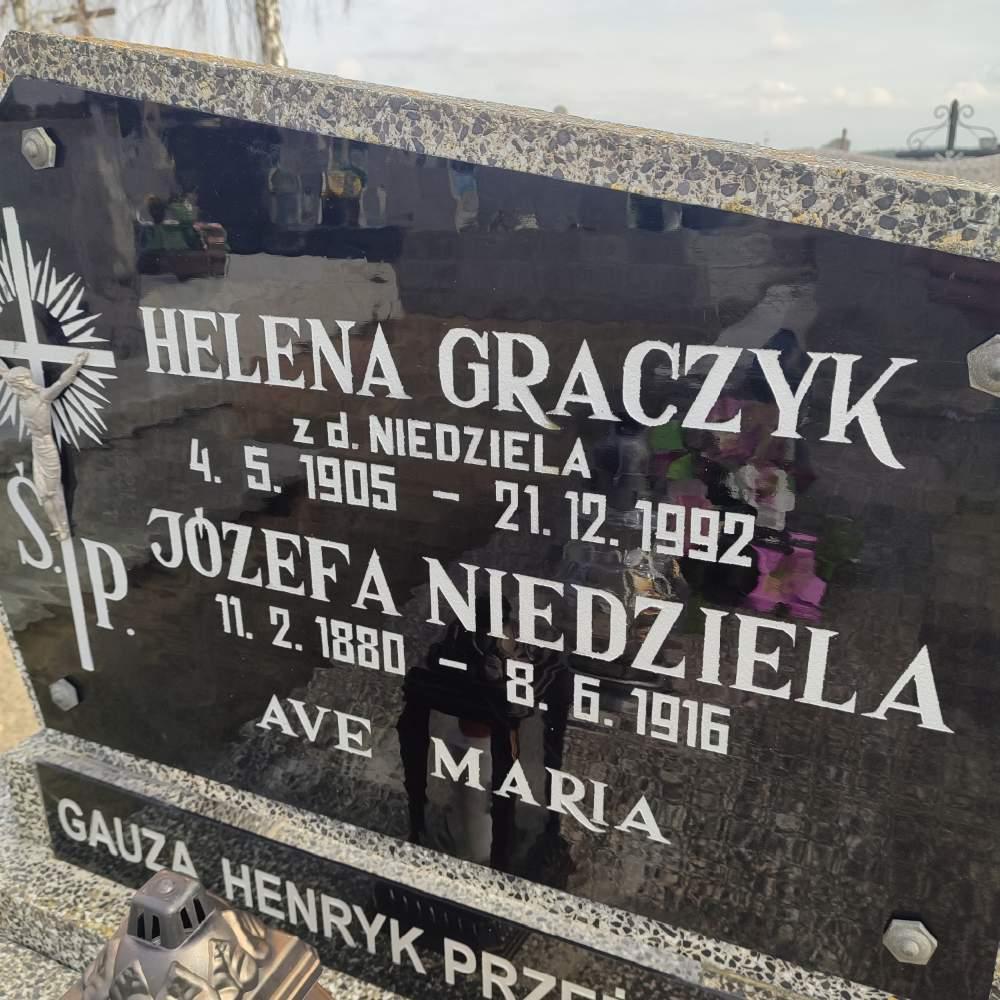 HELENA GRACZYK
z d. NIEDZIELA
4. 5. 1905 – 21. 12. 1992
Ś. P.
JÓZEFA NIEDZIELA
11. 2. 1880 – 8. 6. 1916
AVE MARIA
GAUZA HENRYK